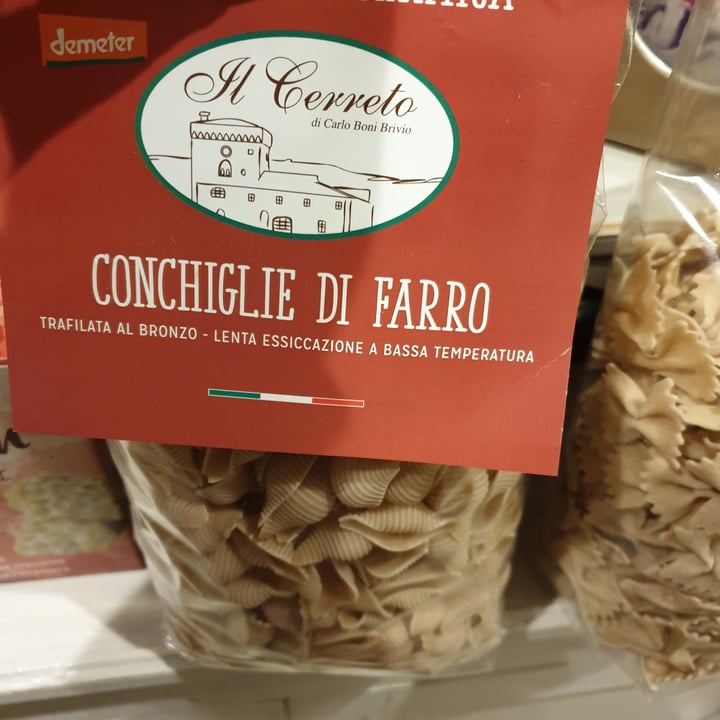 demeter
Il Cerreto
di Carlo Boni Brivio
CONCHIGLIE DI FARRO
TRAFILATA AL BRONZO - LENTA ESSICCAZIONE A BASSA TEMPERATURA